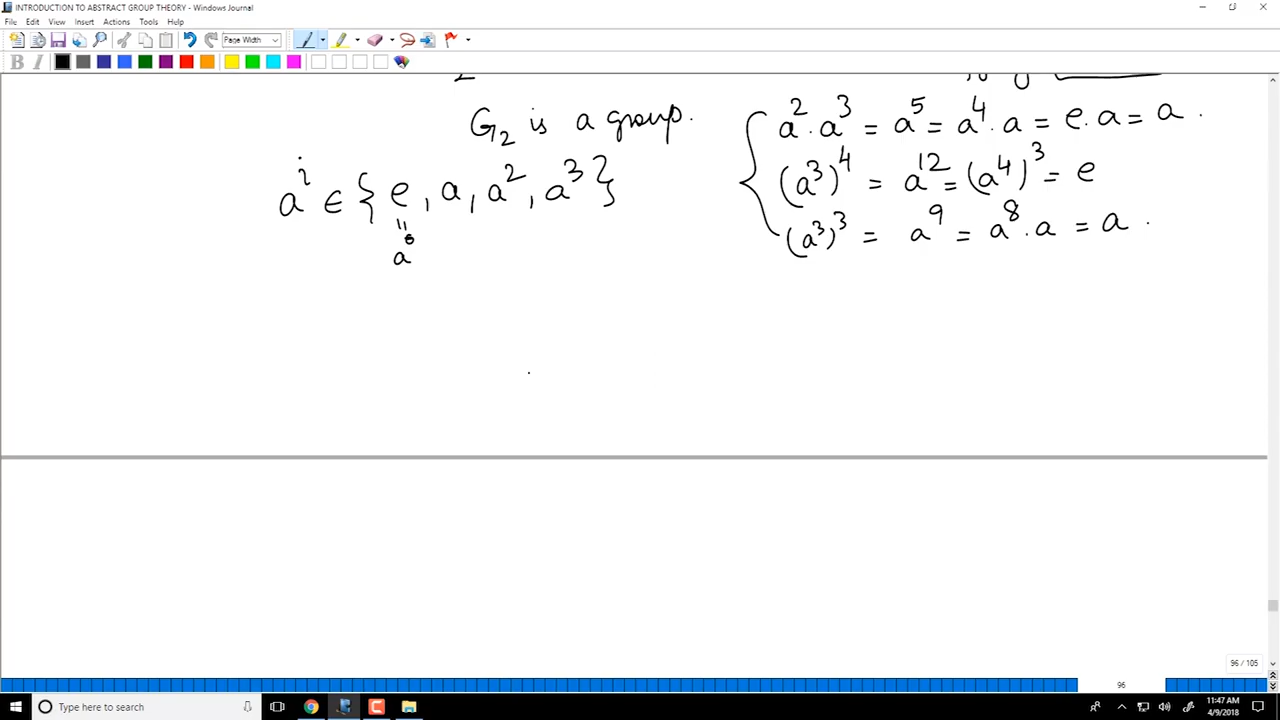 INTRODUCTION TO ABSTRACT GROUP THEORY - Windows Journal
File Edit View Insert Actions Tools Help
Page Width
B I
G₂ is a group.
aⁱ ∈ {e, a, a², a³}
"
a⁰
a²·a³ = a⁵ = a⁴·a = e·a = a.
(a³)⁴ = a¹² = (a⁴)³ = e
(a³)³ = a⁹ = a⁸·a = a.
96 / 105
96
Type here to search
11:47 AM
4/9/2018